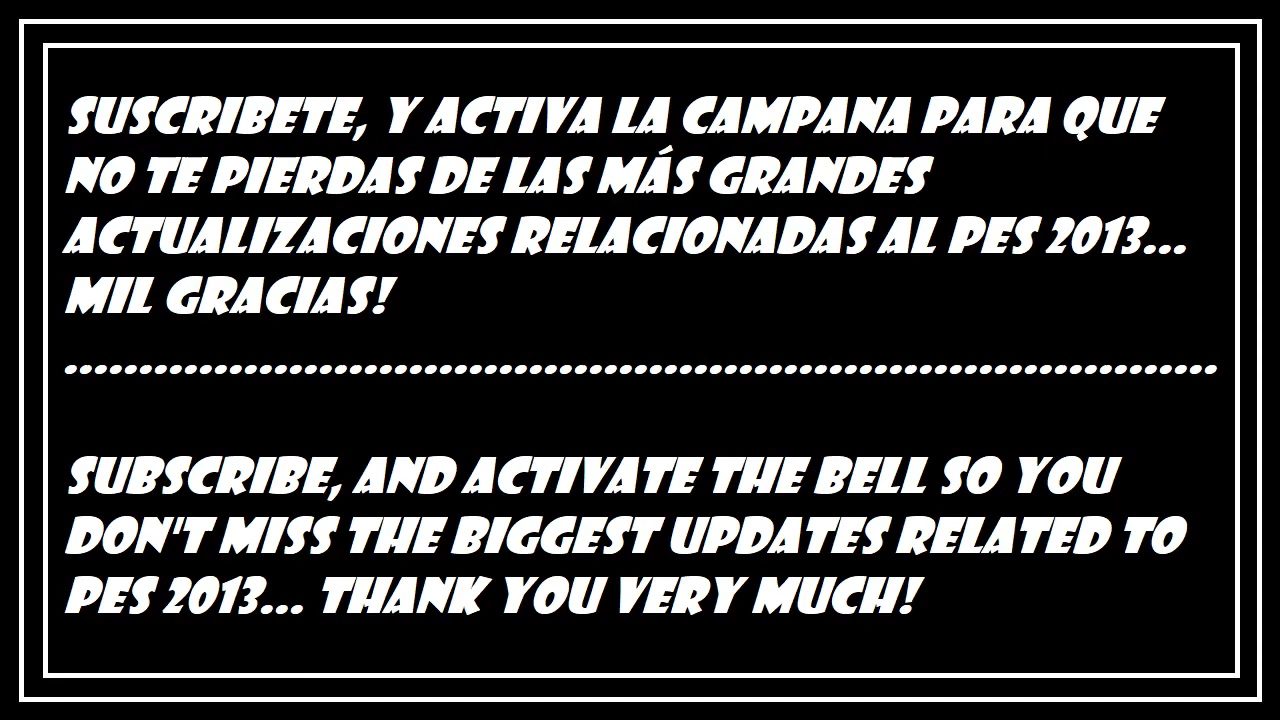 SUSCRIBETE, Y ACTIVA LA CAMPANA PARA QUE
NO TE PIERDAS DE LAS MÁS GRANDES
ACTUALIZACIONES RELACIONADAS AL PES 2013...
MIL GRACIAS!
.............................................................................
SUBSCRIBE, AND ACTIVATE THE BELL SO YOU
DON'T MISS THE BIGGEST UPDATES RELATED TO
PES 2013... THANK YOU VERY MUCH!